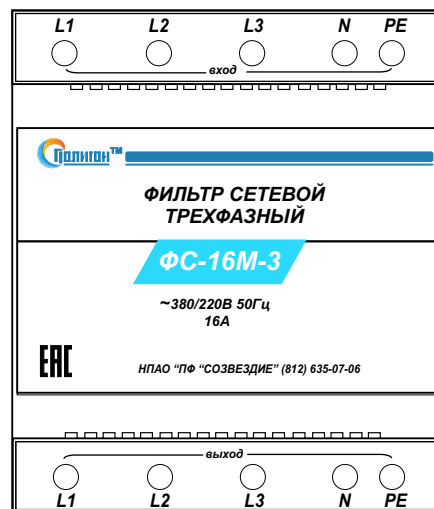 L1 L2 L3 N PE
вход
Полигон™
ФИЛЬТР СЕТЕВОЙ
ТРЕХФАЗНЫЙ
ФС-16М-3
~380/220В 50Гц
16А
ЕАС
НПАО “ПФ “СОЗВЕЗДИЕ” (812) 635-07-06
выход
L1 L2 L3 N PE